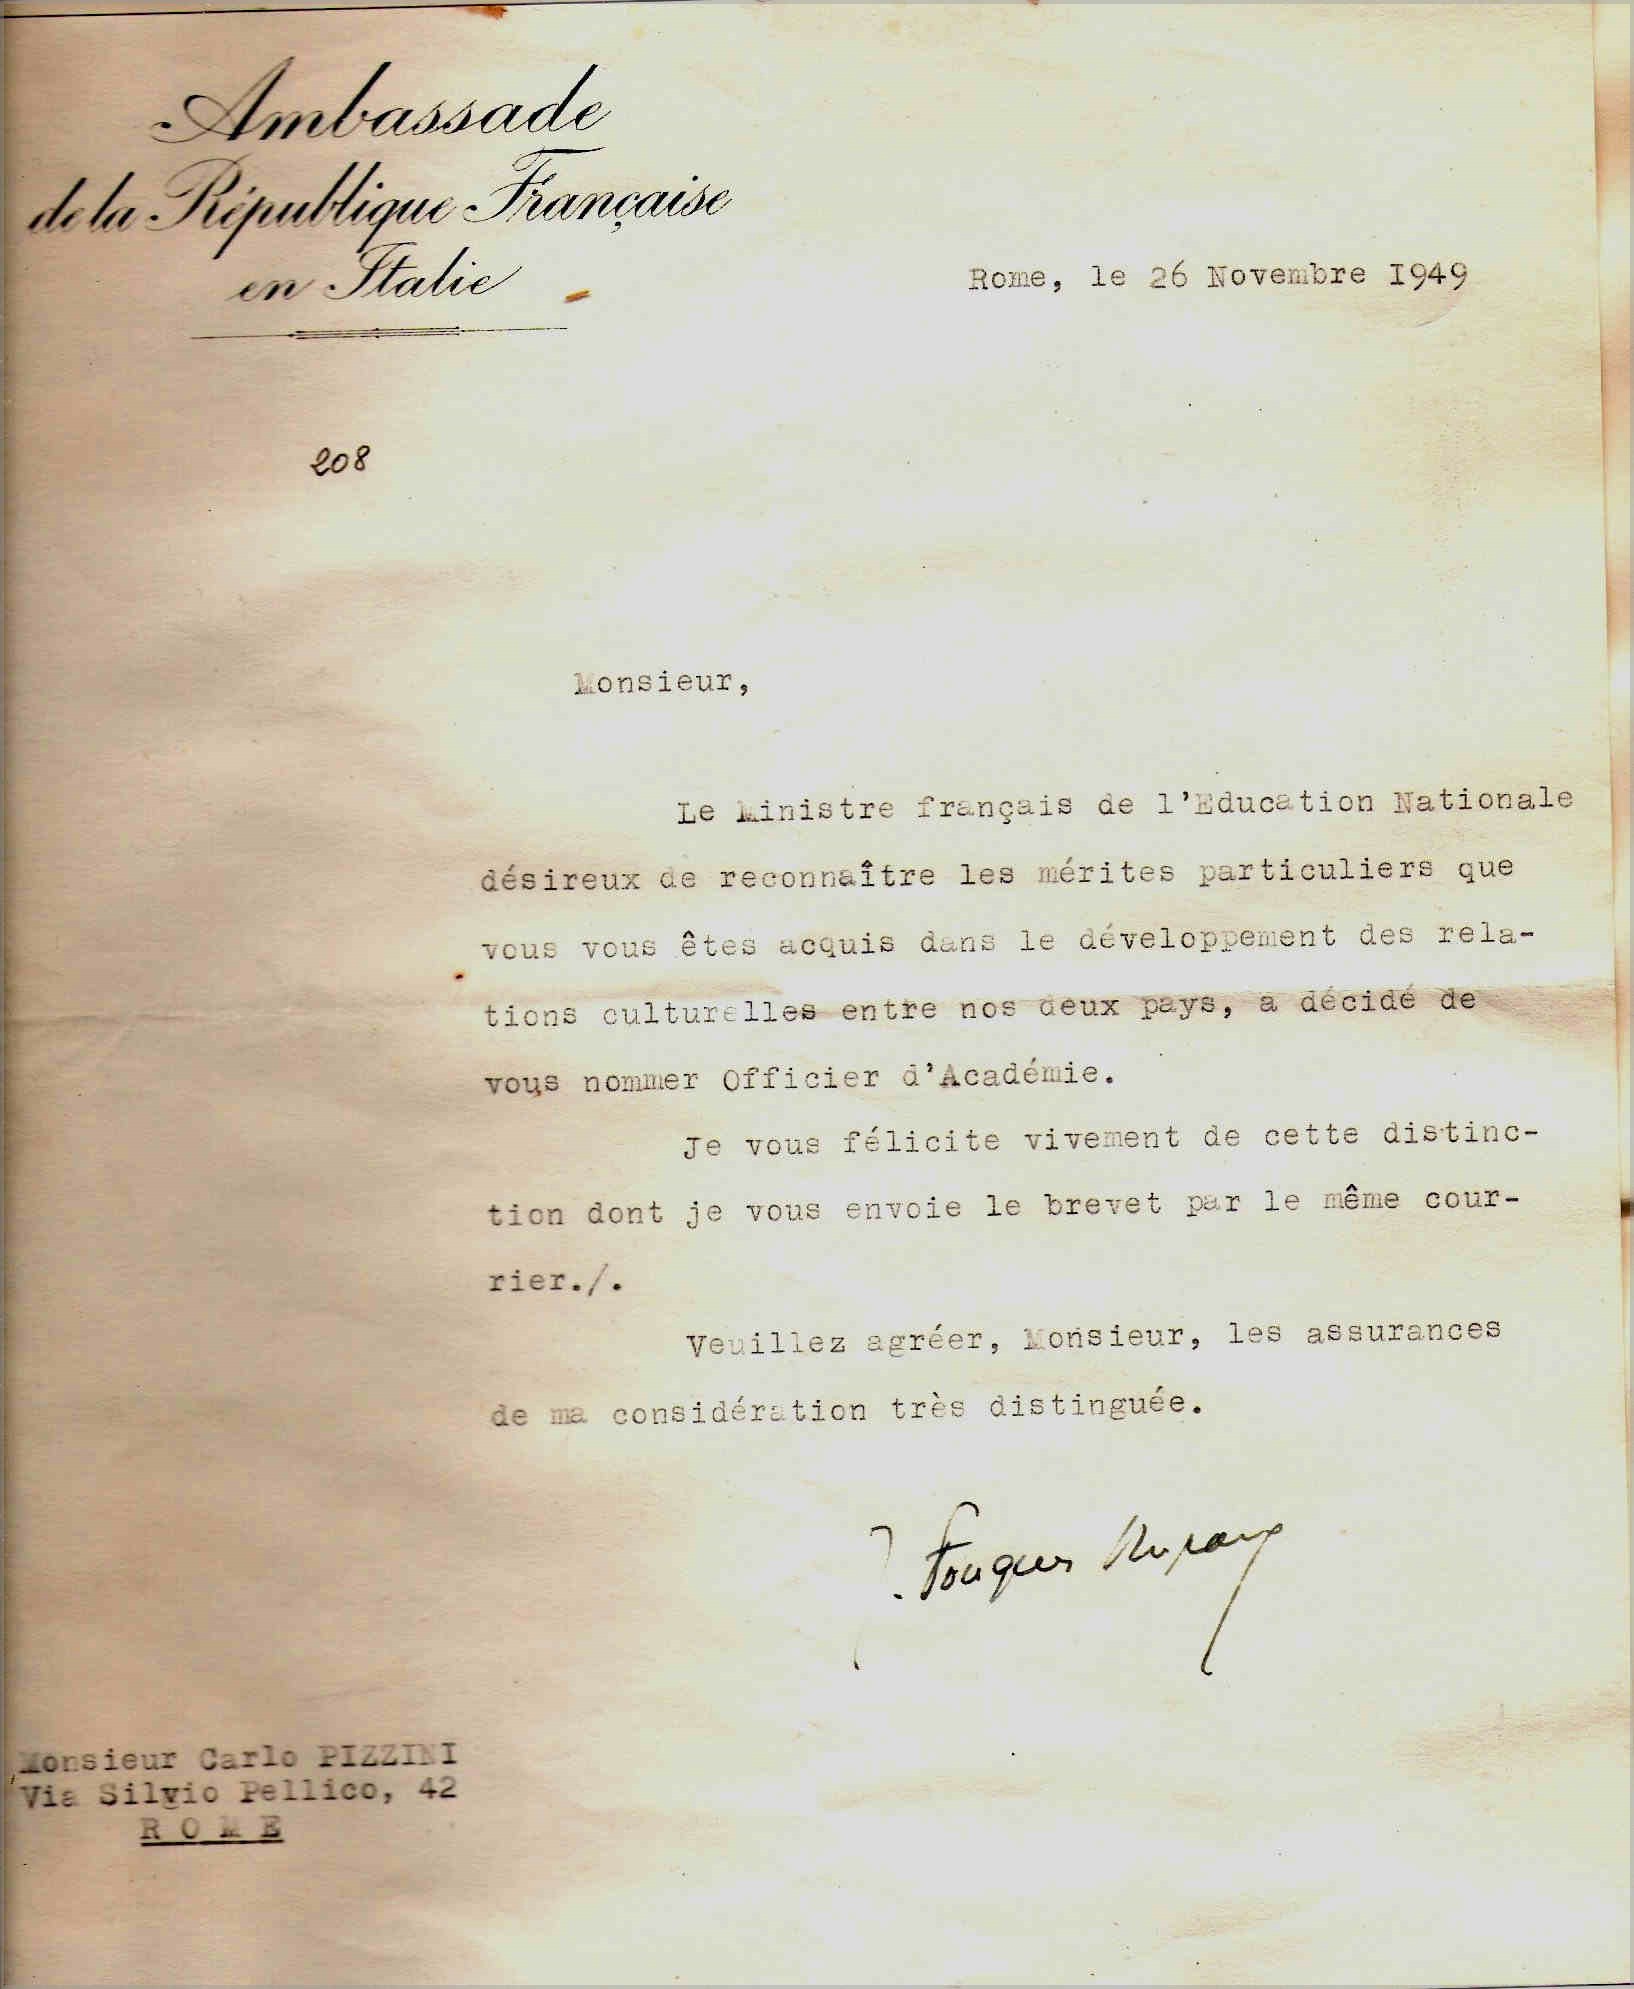 Ambassade
de la République Française
en Italie
Rome, le 26 Novembre 1949
208
Monsieur,
Le Ministre français de l'Education Nationale
désireux de reconnaître les mérites particuliers que
vous vous êtes acquis dans le développement des rela-
tions culturelles entre nos deux pays, a décidé de
vous nommer Officier d'Académie.
Je vous félicite vivement de cette distinc-
tion dont je vous envoie le brevet par le même cour-
rier./.
Veuillez agréer, Monsieur, les assurances
de ma considération très distinguée.
J. Fouques Duparc
Monsieur Carlo PIZZINI
Via Silvio Pellico, 42
R O M E